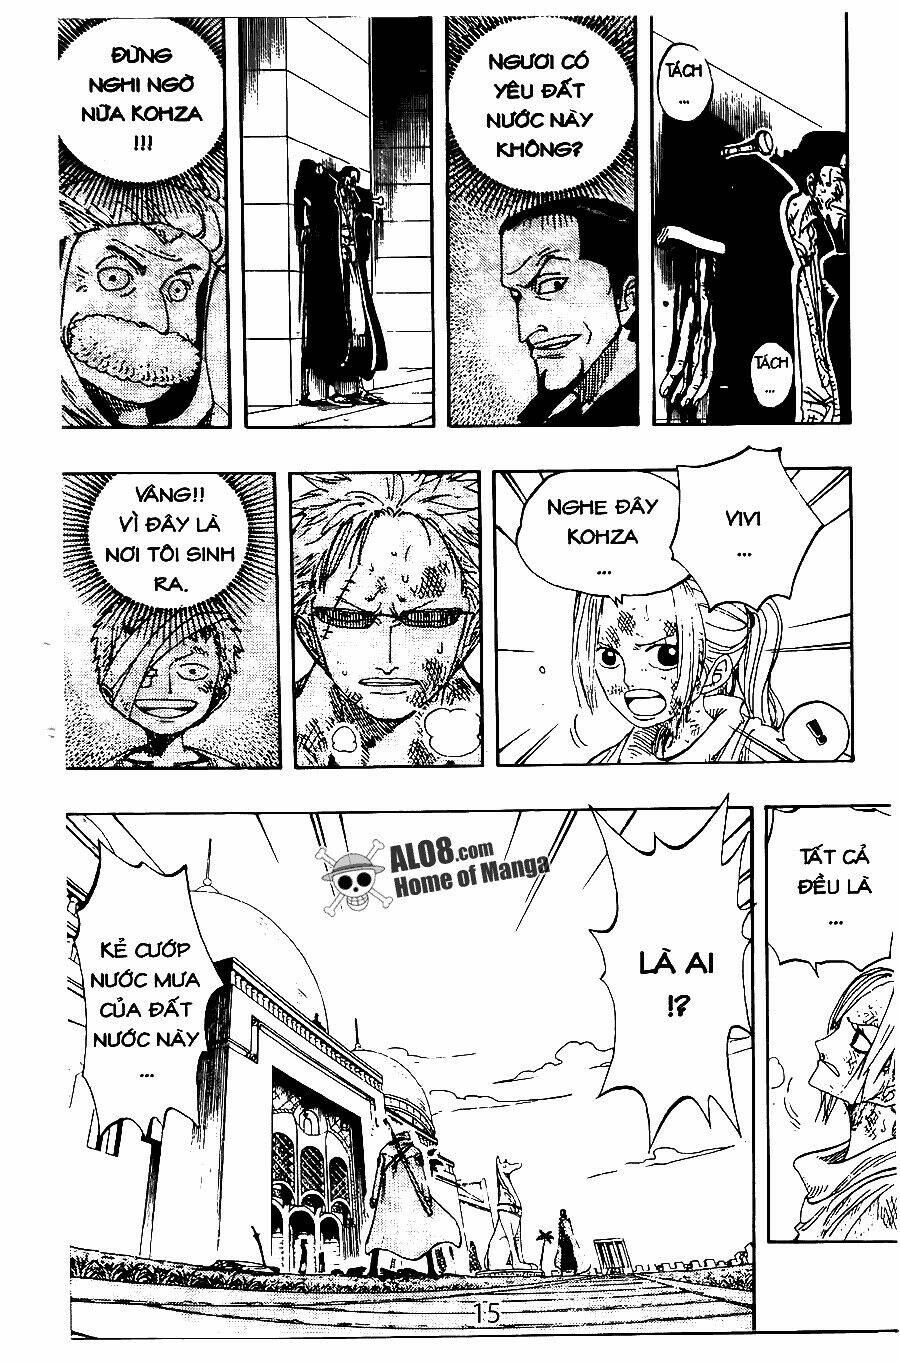 TÁCH
...
TÁCH
...
NGƯƠI CÓ
YÊU ĐẤT
NƯỚC NÀY
KHÔNG?
ĐỪNG
NGHI NGỜ
NỮA KOHZA
!!!
VIVI
...
NGHE ĐÂY
KOHZA
...
!
VÂNG!!
VÌ ĐÂY LÀ
NƠI TÔI SINH
RA.
TẤT CẢ
ĐỀU LÀ
...
LÀ AI
!?
KẺ CƯỚP
NƯỚC MƯA
CỦA ĐẤT
NƯỚC NÀY
...
ALO8.com
Home of Manga
15